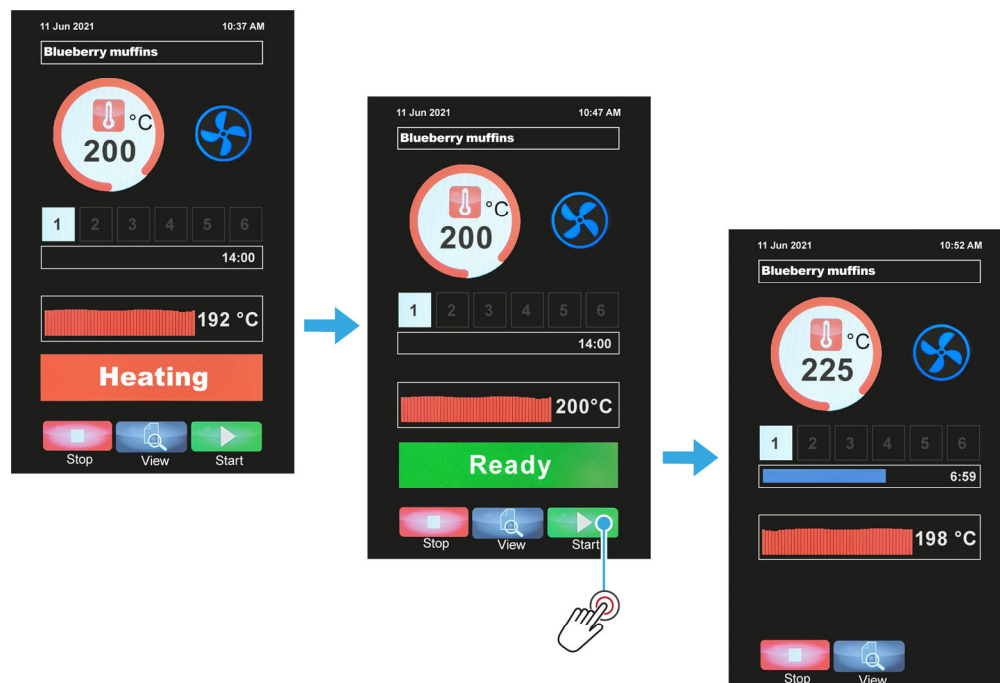 11 Jun 2021 10:37 AM
Blueberry muffins
°C
200
1 2 3 4 5 6
14:00
192 °C
Heating
Stop View Start
11 Jun 2021 10:47 AM
Blueberry muffins
°C
200
1 2 3 4 5 6
14:00
200°C
Ready
Stop View Start
11 Jun 2021 10:52 AM
Blueberry muffins
°C
225
1 2 3 4 5 6
6:59
198 °C
Stop View